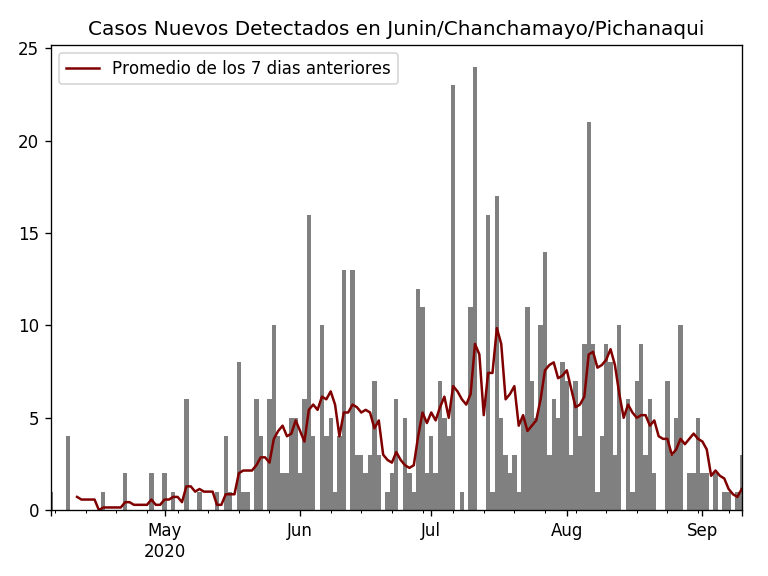 Casos Nuevos Detectados en Junin/Chanchamayo/Pichanaqui
Promedio de los 7 dias anteriores
25
20
15
10
5
0
May Jun Jul Aug Sep
2020